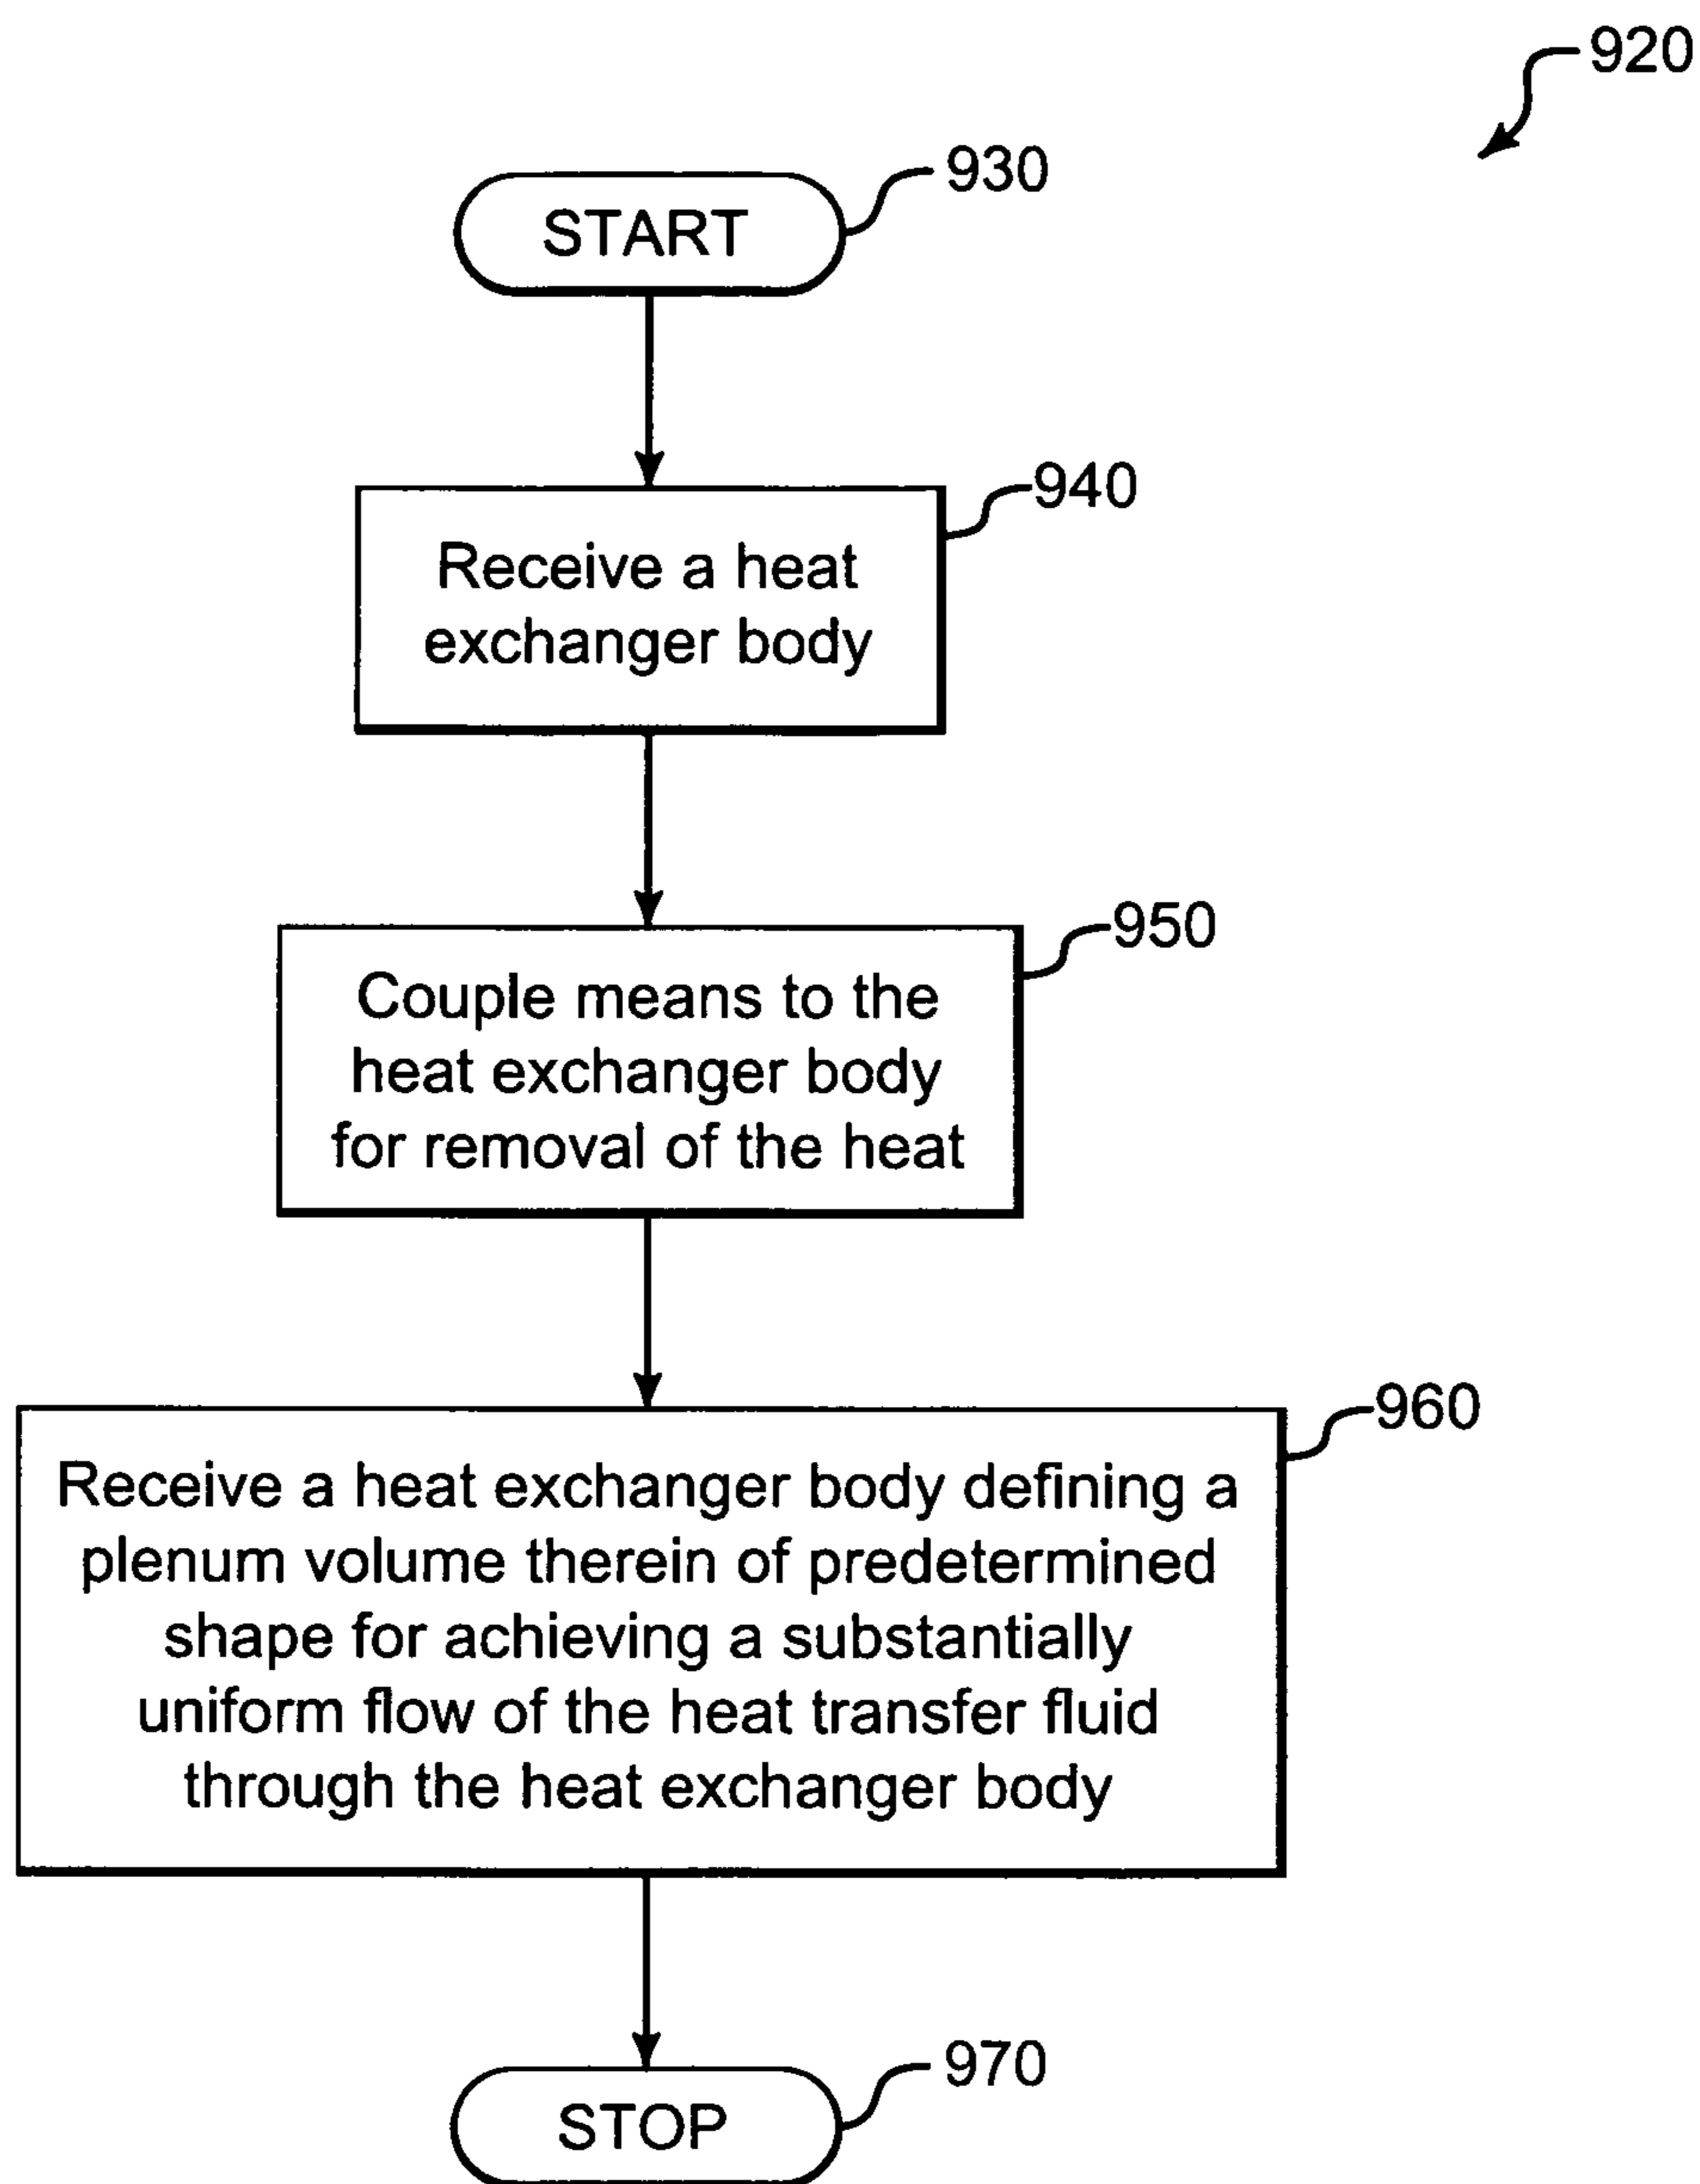 920
930
START
940
Receive a heat
exchanger body
950
Couple means to the
heat exchanger body
for removal of the heat
960
Receive a heat exchanger body defining a
plenum volume therein of predetermined
shape for achieving a substantially
uniform flow of the heat transfer fluid
through the heat exchanger body
970
STOP